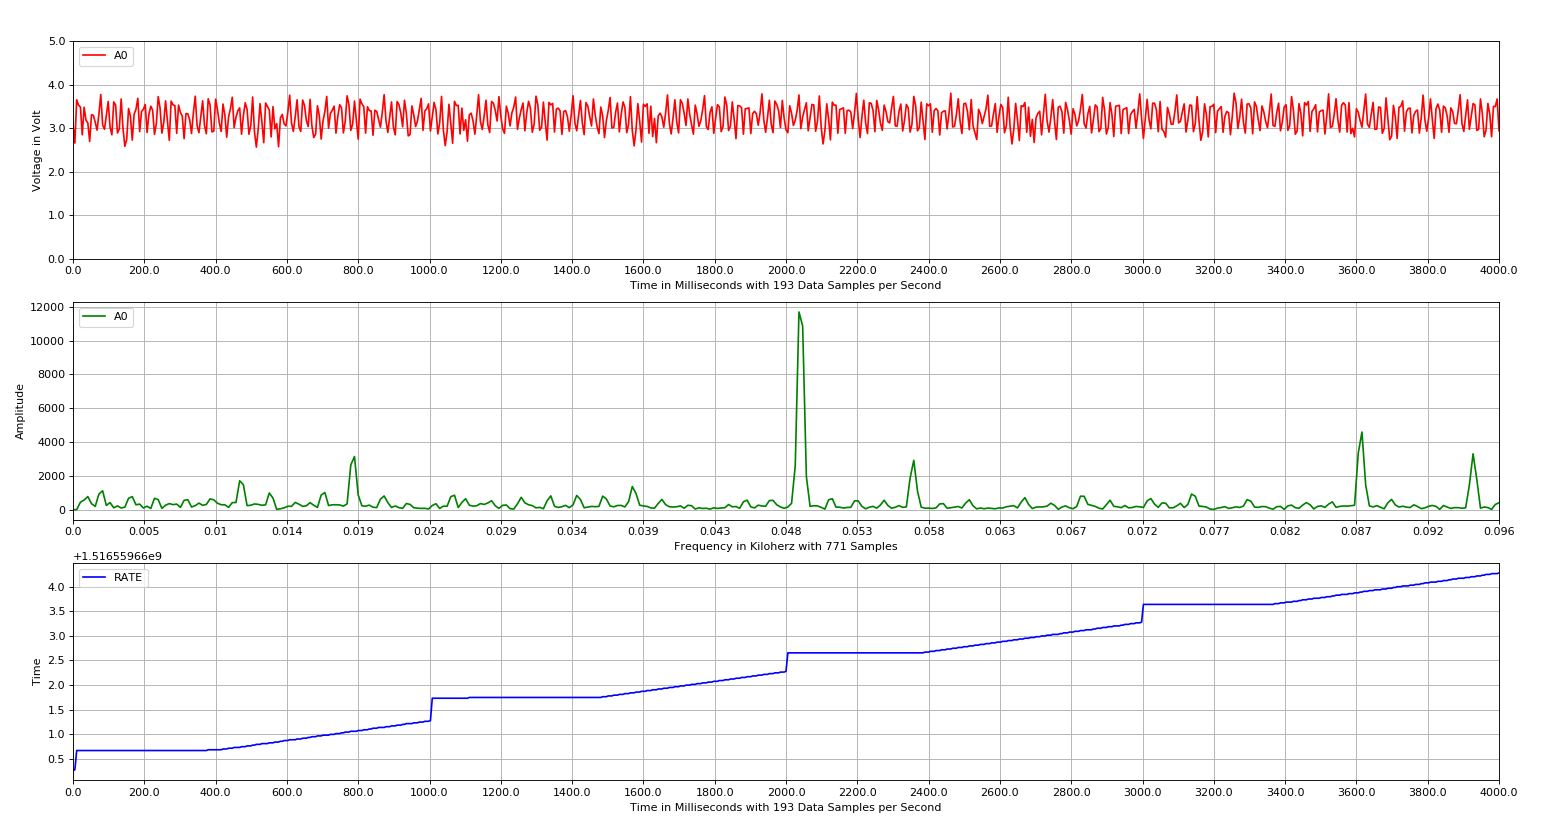 5.0
4.0
3.0
2.0
1.0
0.0
Voltage in Volt
A0
0.0 200.0 400.0 600.0 800.0 1000.0 1200.0 1400.0 1600.0 1800.0 2000.0 2200.0 2400.0 2600.0 2800.0 3000.0 3200.0 3400.0 3600.0 3800.0 4000.0
Time in Milliseconds with 193 Data Samples per Second
12000
10000
8000
6000
4000
2000
0
Amplitude
A0
0.0 0.005 0.01 0.014 0.019 0.024 0.029 0.034 0.039 0.043 0.048 0.053 0.058 0.063 0.067 0.072 0.077 0.082 0.087 0.092 0.096
Frequency in Kiloherz with 771 Samples
+1.51655966e9
4.0
3.5
3.0
2.5
2.0
1.5
1.0
0.5
Time
RATE
0.0 200.0 400.0 600.0 800.0 1000.0 1200.0 1400.0 1600.0 1800.0 2000.0 2200.0 2400.0 2600.0 2800.0 3000.0 3200.0 3400.0 3600.0 3800.0 4000.0
Time in Milliseconds with 193 Data Samples per Second